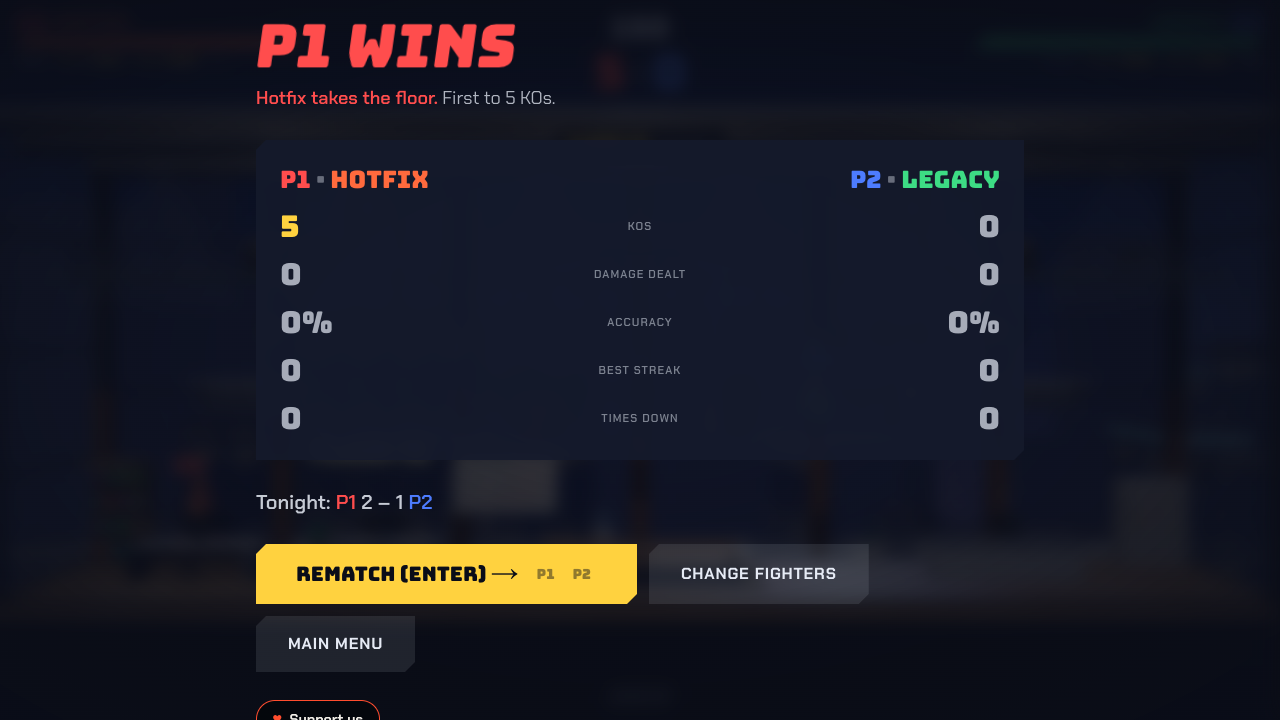 P1 WINS
Hotfix takes the floor. First to 5 KOs.
P1 ▪ HOTFIX P2 ▪ LEGACY
5 KOS 0
0 DAMAGE DEALT 0
0% ACCURACY 0%
0 BEST STREAK 0
0 TIMES DOWN 0
Tonight: P1 2 – 1 P2
REMATCH (ENTER) → P1 P2 CHANGE FIGHTERS
MAIN MENU
♥ Support us